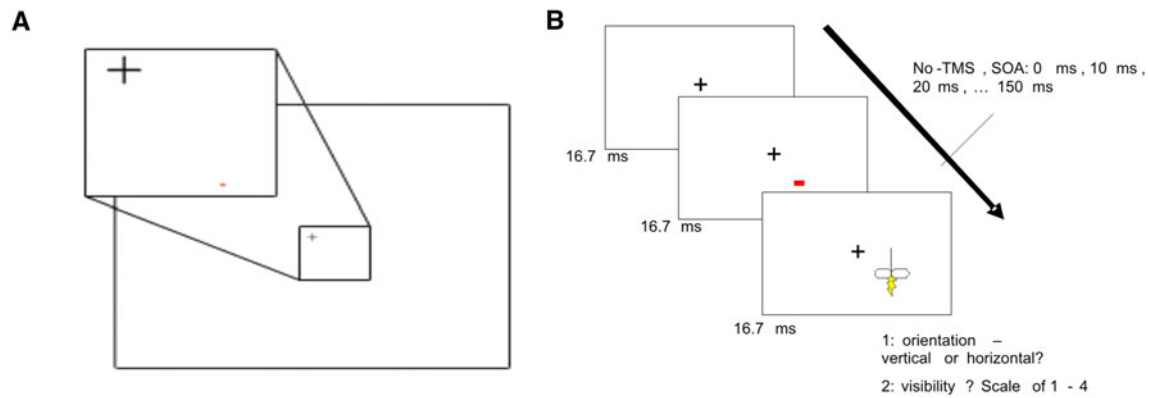 A
B
No -TMS , SOA: 0 ms , 10 ms ,
20 ms , ... 150 ms
16.7 ms
16.7 ms
16.7 ms
1: orientation –
vertical or horizontal?
2: visibility ? Scale of 1 - 4